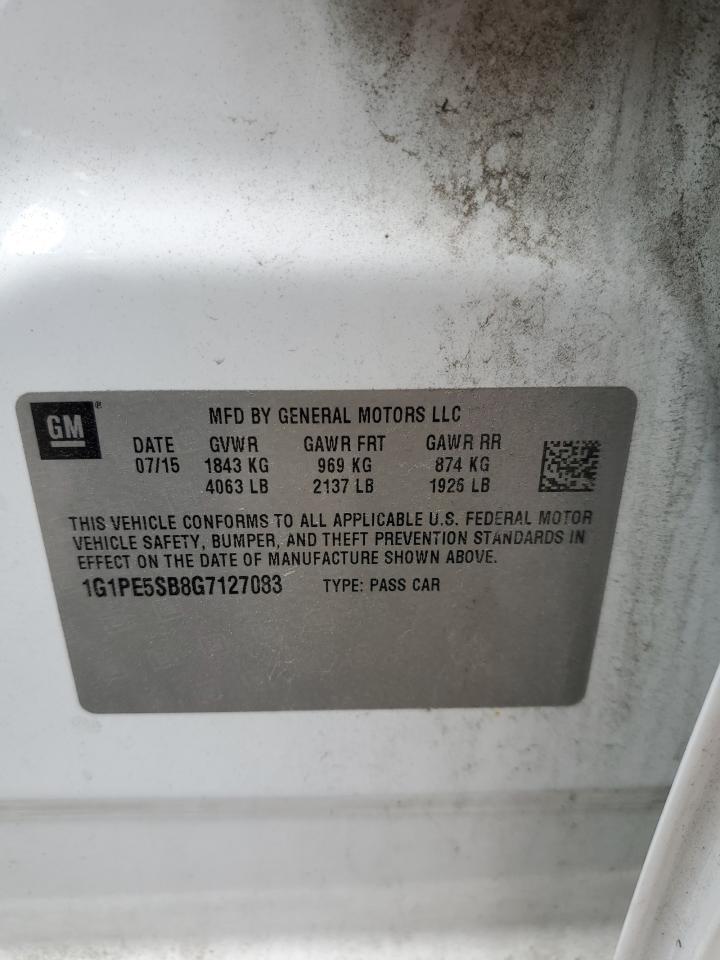 GM®
MFD BY GENERAL MOTORS LLC
DATE GVWR GAWR FRT GAWR RR
07/15 1843 KG 969 KG 874 KG
4063 LB 2137 LB 1926 LB
THIS VEHICLE CONFORMS TO ALL APPLICABLE U.S. FEDERAL MOTOR
VEHICLE SAFETY, BUMPER, AND THEFT PREVENTION STANDARDS IN
EFFECT ON THE DATE OF MANUFACTURE SHOWN ABOVE.
1G1PE5SB8G7127083 TYPE: PASS CAR